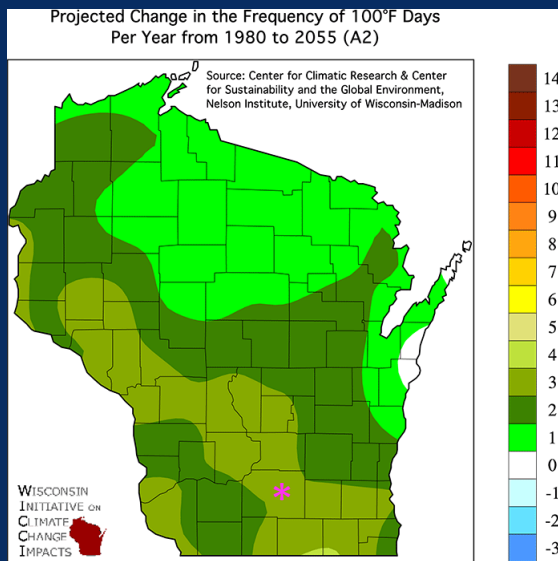 Projected Change in the Frequency of 100°F Days
Per Year from 1980 to 2055 (A2)
Source: Center for Climatic Research & Center
for Sustainability and the Global Environment,
Nelson Institute, University of Wisconsin-Madison
14
13
12
11
10
9
8
7
6
5
4
3
2
1
0
-1
-2
-3
WISCONSIN
INITIATIVE ON
CLIMATE
CHANGE
IMPACTS